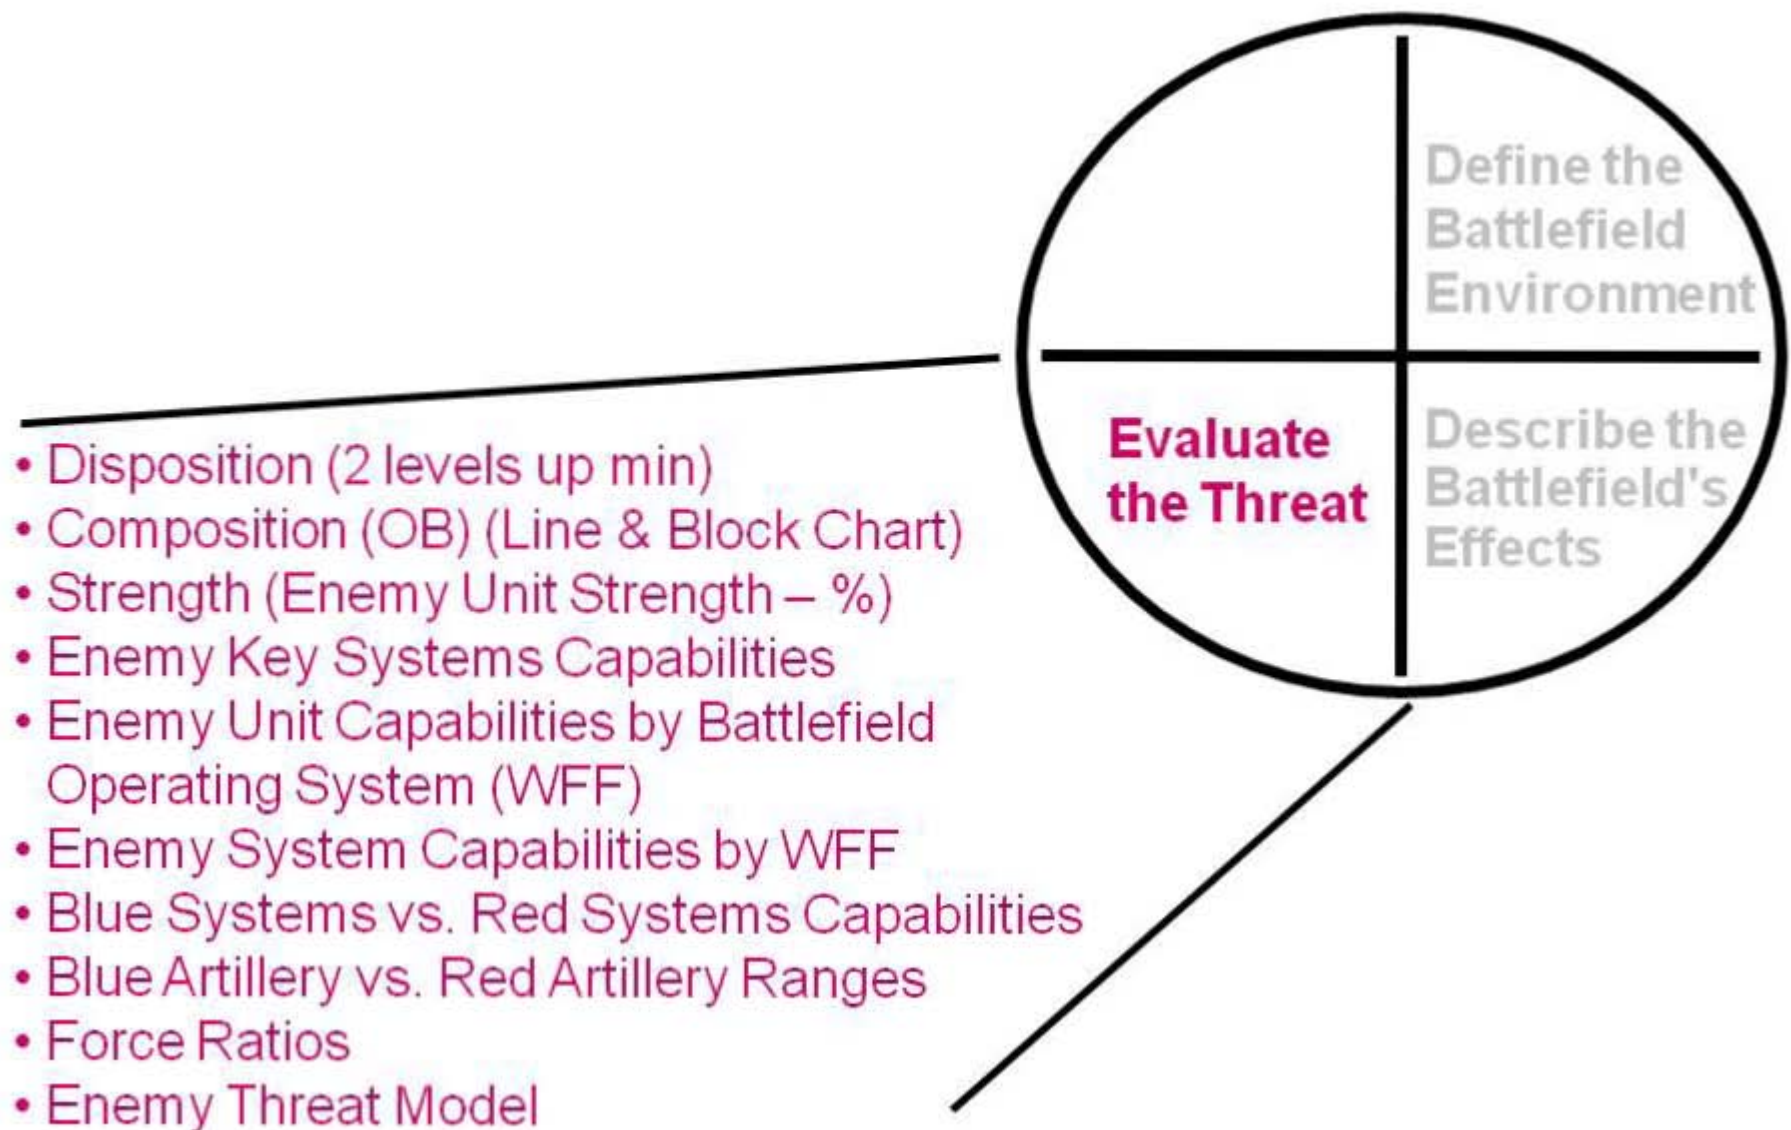 Define the
Battlefield
Environment
Evaluate
the Threat
Describe the
Battlefield's
Effects
• Disposition (2 levels up min)
• Composition (OB) (Line & Block Chart)
• Strength (Enemy Unit Strength – %)
• Enemy Key Systems Capabilities
• Enemy Unit Capabilities by Battlefield
Operating System (WFF)
• Enemy System Capabilities by WFF
• Blue Systems vs. Red Systems Capabilities
• Blue Artillery vs. Red Artillery Ranges
• Force Ratios
• Enemy Threat Model